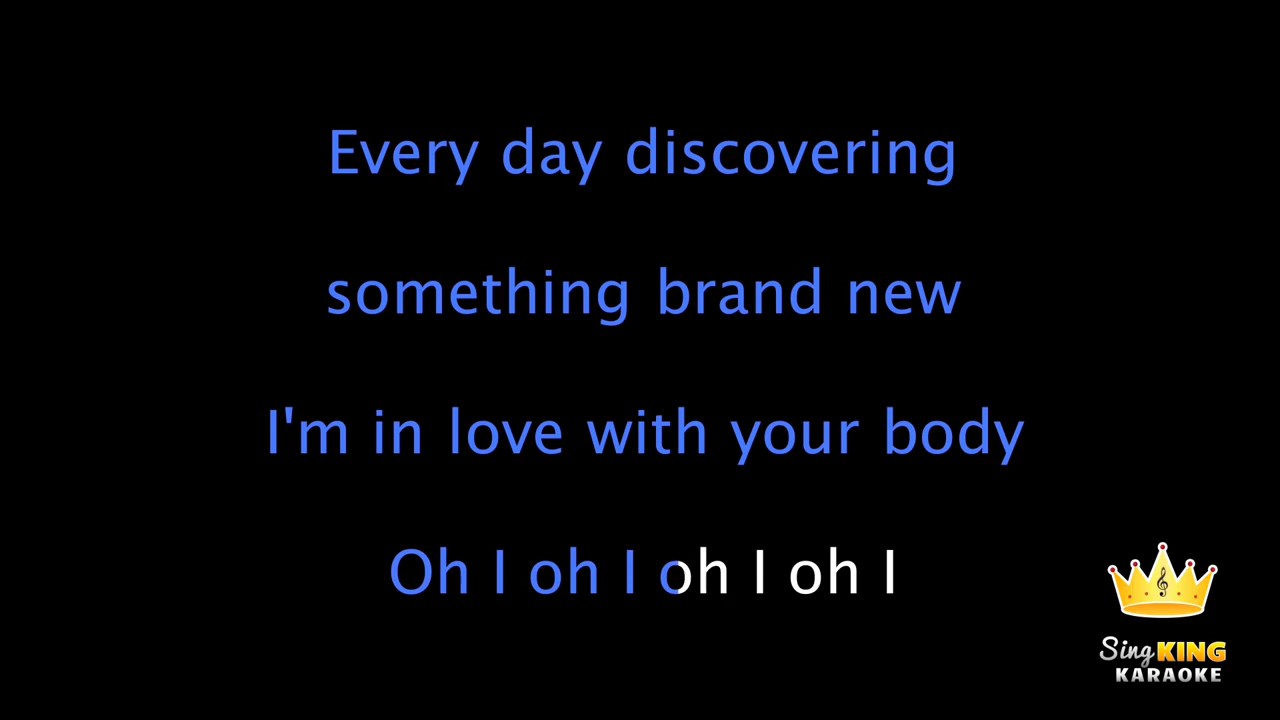 Every day discovering
something brand new
I'm in love with your body
Oh I oh I oh I oh I
Sing KING
KARAOKE